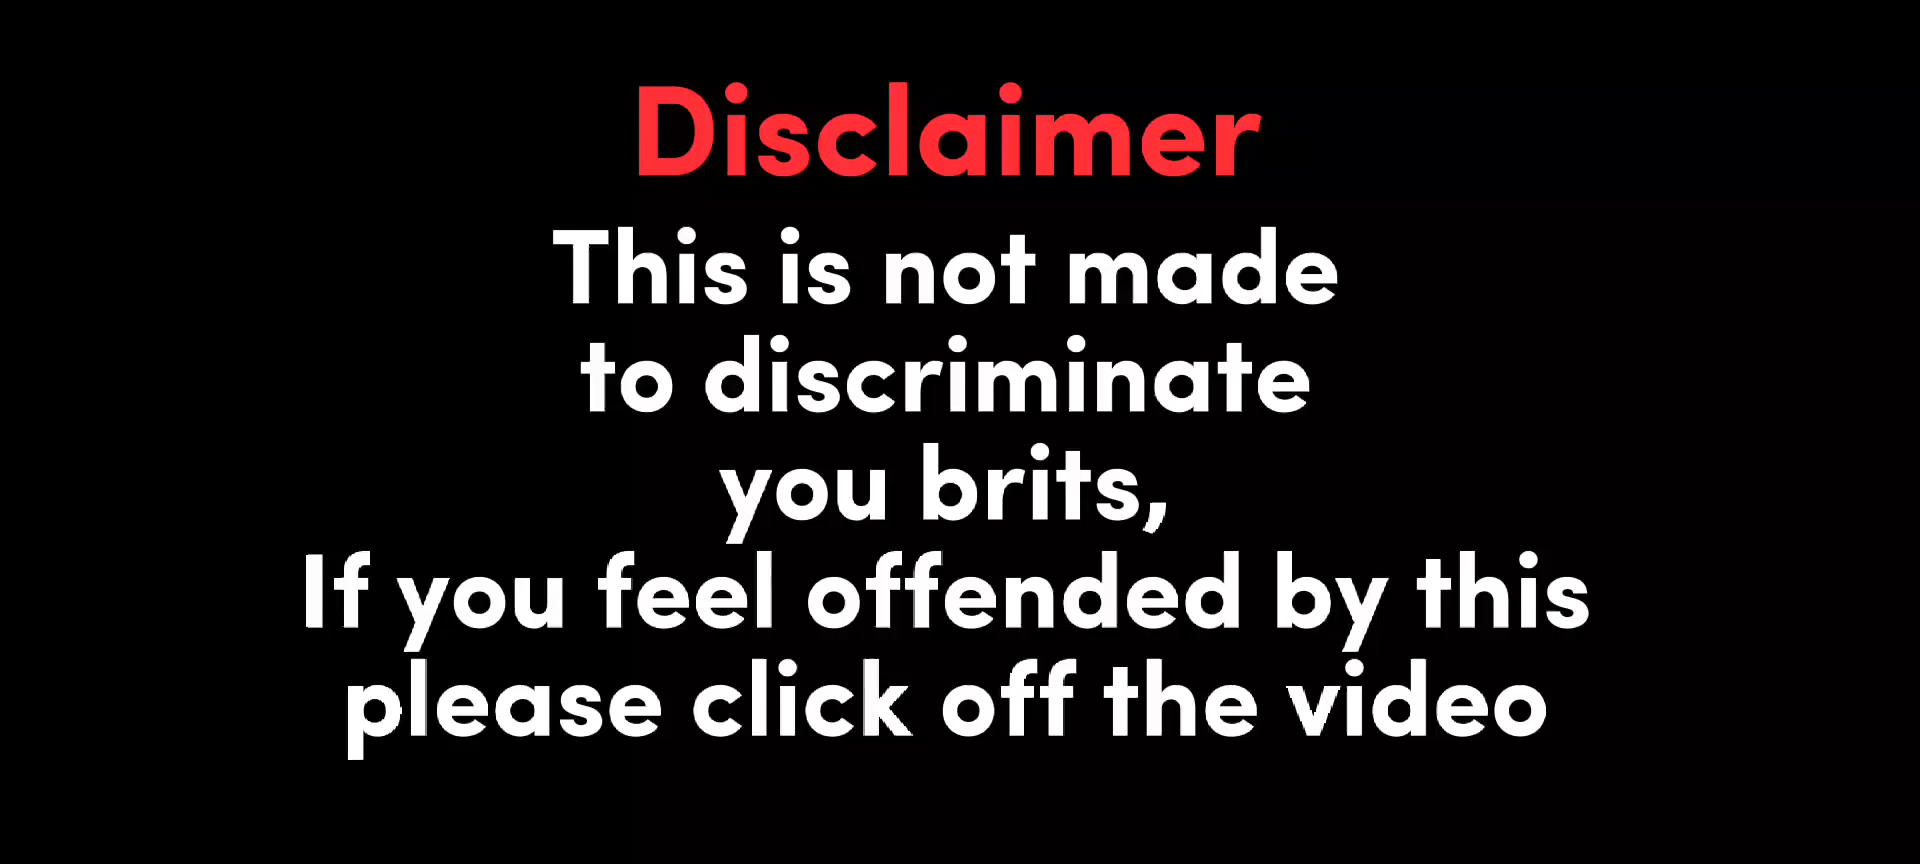 Disclaimer
This is not made
to discriminate
you brits,
If you feel offended by this
please click off the video